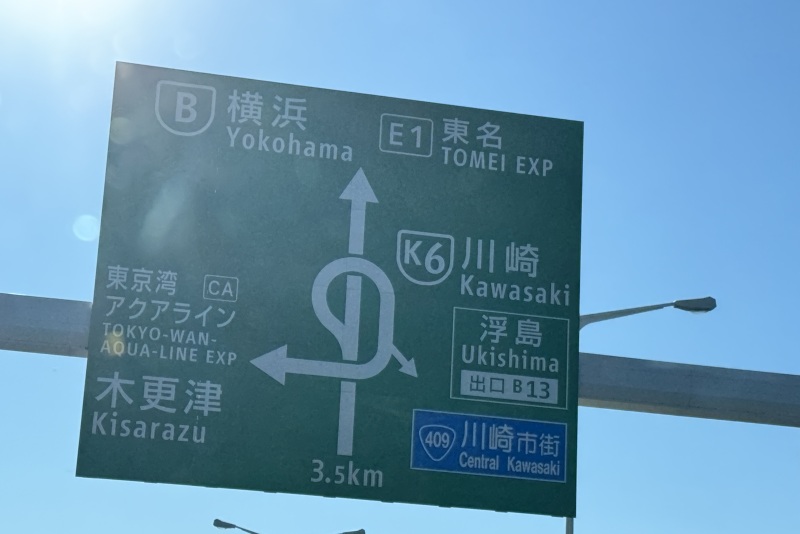 B 横浜
Yokohama
E1 東名
TOMEI EXP
K6 川崎
Kawasaki
東京湾 CA
アクアライン
TOKYO-WAN-
AQUA-LINE EXP
木更津
Kisarazu
浮島
Ukishima
出口 B13
409 川崎市街
Central Kawasaki
3.5km